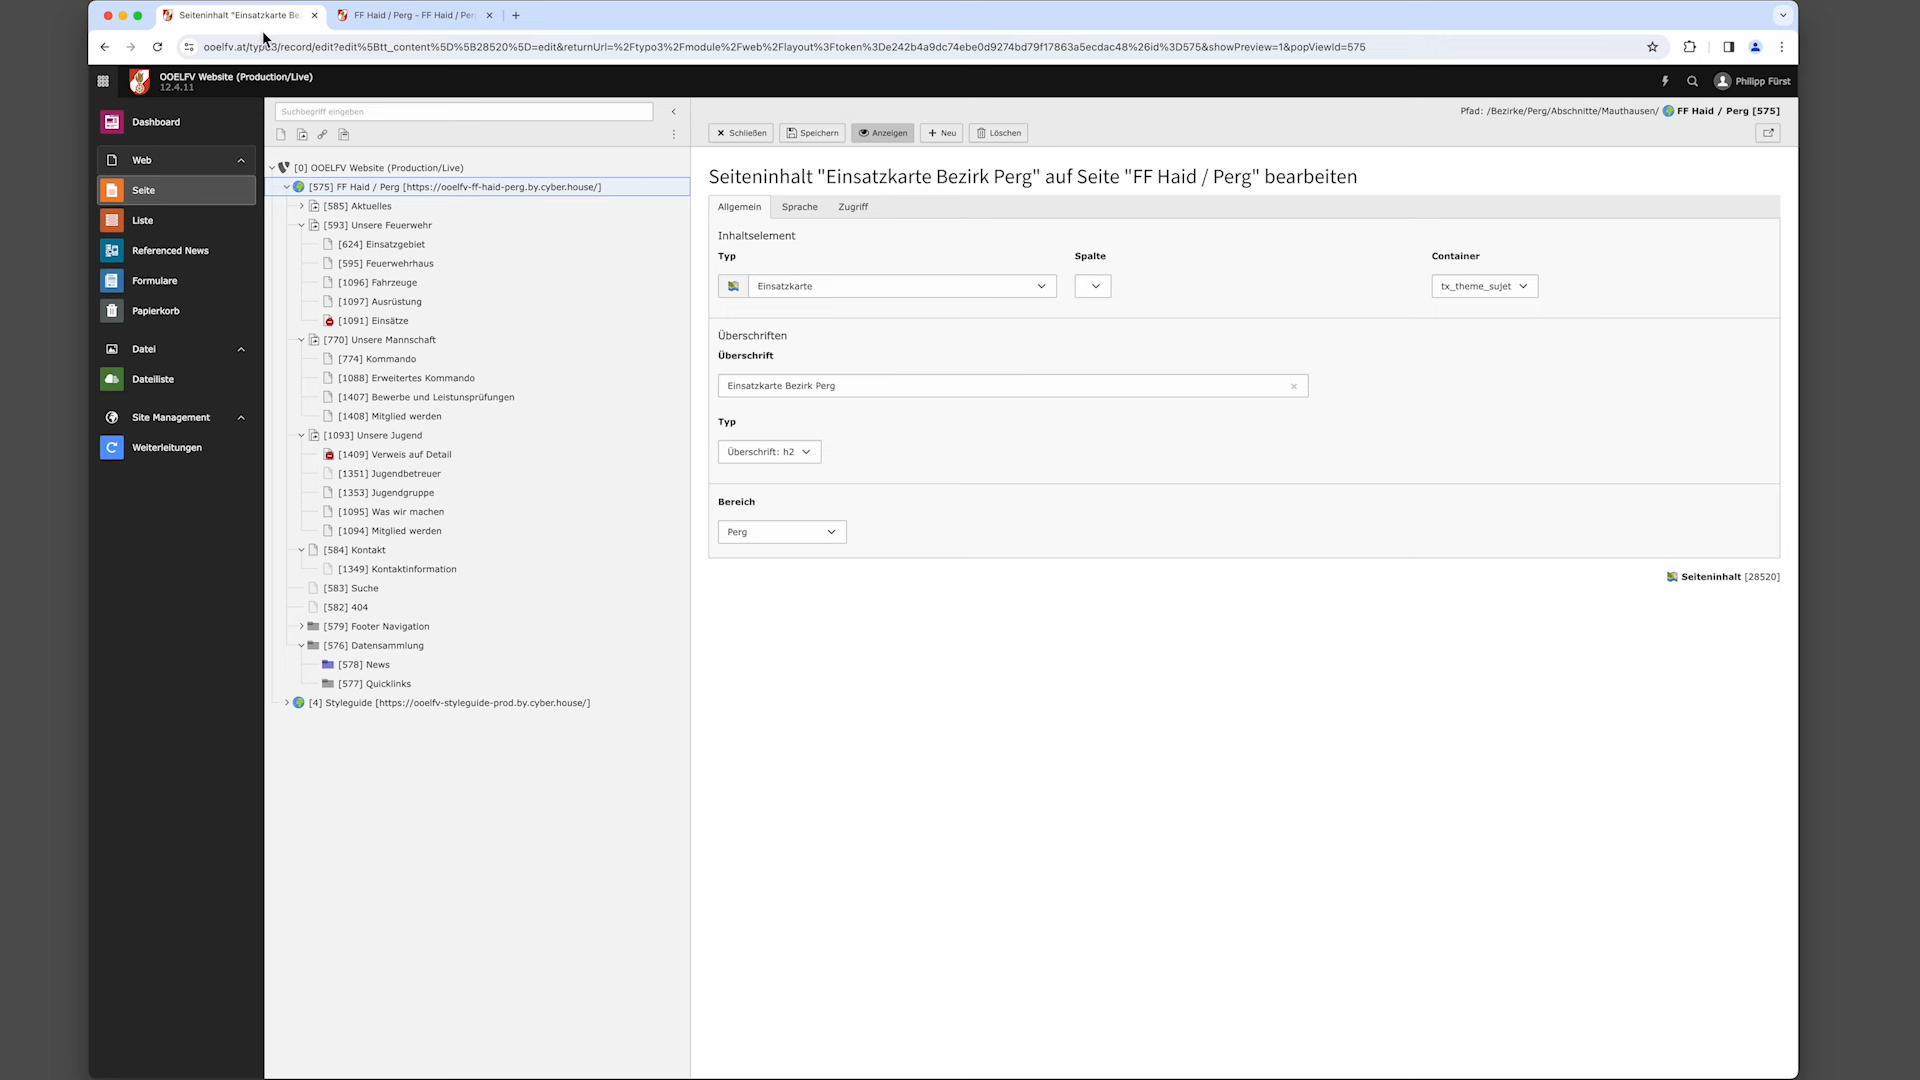 Seiteninhalt "Einsatzkarte Be
FF Haid / Perg - FF Haid / Per
ooelfv.at/typo3/record/edit?edit%5Btt_content%5D%5B28520%5D=edit&returnUrl=%2Ftypo3%2Fmodule%2Fweb%2Flayout%3Ftoken%3De242b4a9dc74ebe0d9274bd79f17863a5ecdac48%26id%3D575&showPreview=1&popViewId=575
OOELFV Website (Production/Live)
12.4.11
Philipp Fürst
Dashboard
Web
Seite
Liste
Referenced News
Formulare
Papierkorb
Datei
Dateiliste
Site Management
Weiterleitungen
Suchbegriff eingeben
[0] OOELFV Website (Production/Live)
[575] FF Haid / Perg [https://ooelfv-ff-haid-perg.by.cyber.house/]
[585] Aktuelles
[593] Unsere Feuerwehr
[624] Einsatzgebiet
[595] Feuerwehrhaus
[1096] Fahrzeuge
[1097] Ausrüstung
[1091] Einsätze
[770] Unsere Mannschaft
[774] Kommando
[1088] Erweitertes Kommando
[1407] Bewerbe und Leistunsprüfungen
[1408] Mitglied werden
[1093] Unsere Jugend
[1409] Verweis auf Detail
[1351] Jugendbetreuer
[1353] Jugendgruppe
[1095] Was wir machen
[1094] Mitglied werden
[584] Kontakt
[1349] Kontaktinformation
[583] Suche
[582] 404
[579] Footer Navigation
[576] Datensammlung
[578] News
[577] Quicklinks
[4] Styleguide [https://ooelfv-styleguide-prod.by.cyber.house/]
Pfad: /Bezirke/Perg/Abschnitte/Mauthausen/ FF Haid / Perg [575]
Schließen Speichern Anzeigen Neu Löschen
Seiteninhalt "Einsatzkarte Bezirk Perg" auf Seite "FF Haid / Perg" bearbeiten
Allgemein Sprache Zugriff
Inhaltselement
Typ Spalte Container
Einsatzkarte tx_theme_sujet
Überschriften
Überschrift
Einsatzkarte Bezirk Perg
Typ
Überschrift: h2
Bereich
Perg
Seiteninhalt [28520]